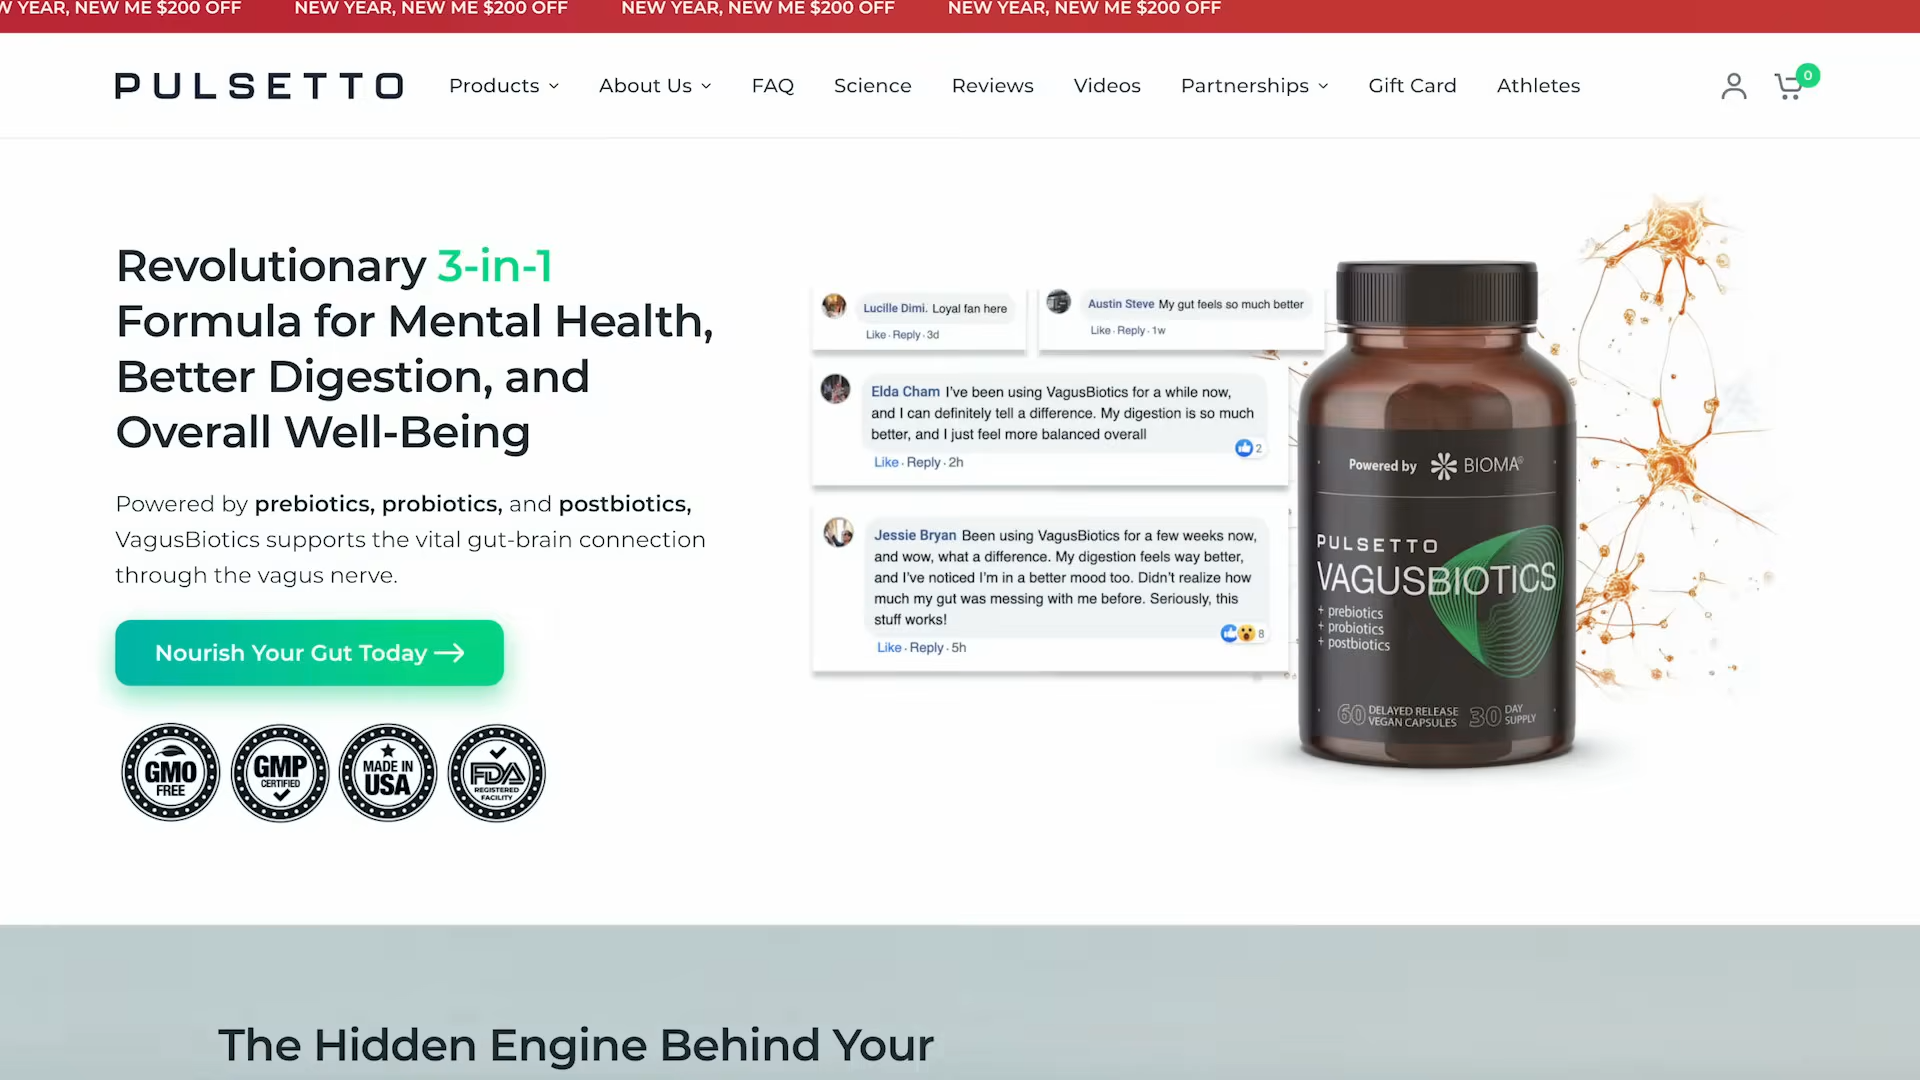 W YEAR, NEW ME $200 OFF NEW YEAR, NEW ME $200 OFF NEW YEAR, NEW ME $200 OFF NEW YEAR, NEW ME $200 OFF
PULSETTO Products About Us FAQ Science Reviews Videos Partnerships Gift Card Athletes 0
Revolutionary 3-in-1
Formula for Mental Health,
Better Digestion, and
Overall Well-Being
Powered by prebiotics, probiotics, and postbiotics,
VagusBiotics supports the vital gut-brain connection
through the vagus nerve.
Nourish Your Gut Today →
GMO
FREE
GMP
CERTIFIED
MADE IN
USA
FDA
REGISTERED
FACILITY
Lucille Dimi. Loyal fan here
Like · Reply · 3d
Austin Steve My gut feels so much better
Like · Reply · 1w
Elda Cham I've been using VagusBiotics for a while now,
and I can definitely tell a difference. My digestion is so much
better, and I just feel more balanced overall
2
Like · Reply · 2h
Jessie Bryan Been using VagusBiotics for a few weeks now,
and wow, what a difference. My digestion feels way better,
and I've noticed I'm in a better mood too. Didn't realize how
much my gut was messing with me before. Seriously, this
stuff works!
8
Like · Reply · 5h
Powered by BIOMA®
PULSETTO
VAGUSBIOTICS
+ prebiotics
+ probiotics
+ postbiotics
60 DELAYED RELEASE
VEGAN CAPSULES
30 DAY
SUPPLY
The Hidden Engine Behind Your